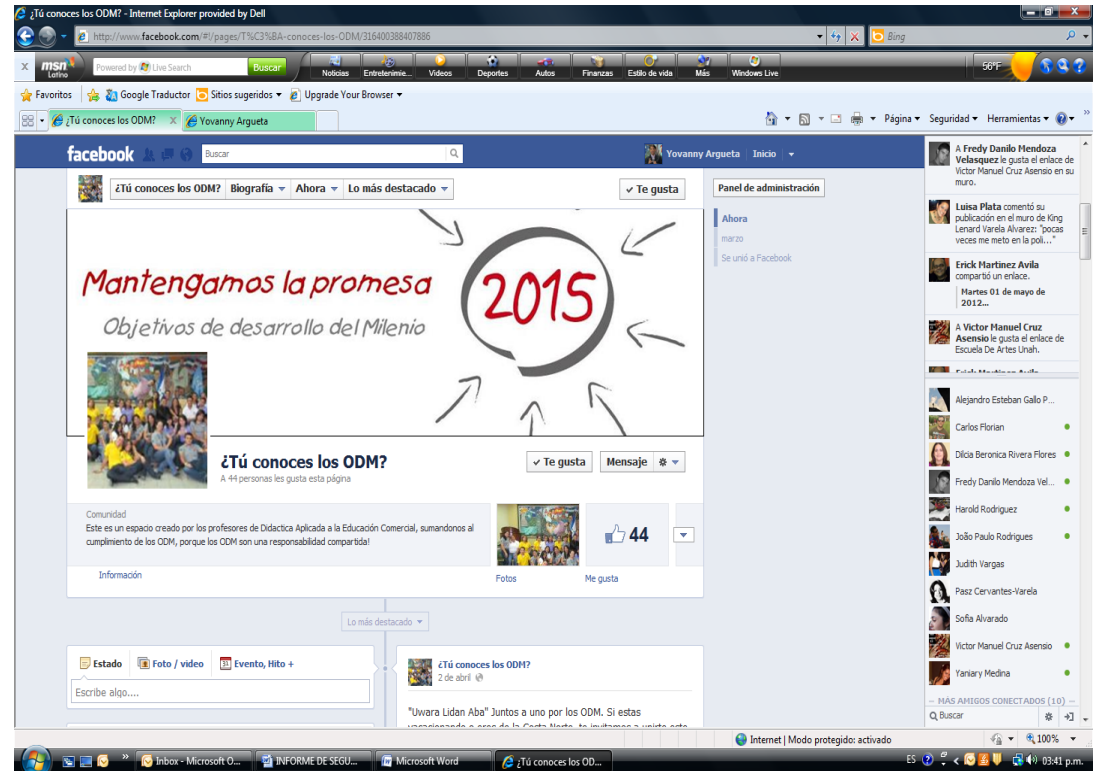 ¿Tú conoces los ODM? - Internet Explorer provided by Dell
http://www.facebook.com/#!/pages/T%C3%BA-conoces-los-ODM/316400388407886
Bing
x msn Latino
Powered by Live Search
Buscar
Noticias Entretenimie... Videos Deportes Autos Finanzas Estilo de vida Más Windows Live
56°F
Favoritos Google Traductor Sitios sugeridos Upgrade Your Browser
¿Tú conoces los ODM? x Yovanny Argueta
Página Seguridad Herramientas »
facebook
Buscar
Yovanny Argueta Inicio
¿Tú conoces los ODM? Biografía Ahora Lo más destacado
Te gusta
Panel de administración
Ahora
marzo
Se unió a Facebook
Mantengamos la promesa
Objetivos de desarrollo del Milenio
2015
¿Tú conoces los ODM?
A 44 personas les gusta esta página
Te gusta
Mensaje
Comunidad
Este es un espacio creado por los profesores de Didactica Aplicada a la Educación Comercial, sumandonos al
cumplimiento de los ODM, porque los ODM son una responsabilidad compartida!
Información
Fotos
44
Me gusta
Lo más destacado
Estado Foto / video Evento, Hito +
Escribe algo....
¿Tú conoces los ODM?
2 de abril
"Uwara Lidan Aba" Juntos a uno por los ODM. Si estas
A Fredy Danilo Mendoza
Velasquez le gusta el enlace de
Victor Manuel Cruz Asensio en su
muro.
Luisa Plata comentó su
publicación en el muro de King
Lenard Varela Alvarez: "pocas
veces me meto en la poli..."
Erick Martinez Avila
compartió un enlace.
Martes 01 de mayo de
2012...
A Victor Manuel Cruz
Asensio le gusta el enlace de
Escuela De Artes Unah.
Alejandro Esteban Gallo P...
Carlos Florian
Dilcia Beronica Rivera Flores
Fredy Danilo Mendoza Vel...
Harold Rodriguez
João Paulo Rodrigues
Judith Vargas
Pasz Cervantes-Varela
Sofia Alvarado
Victor Manuel Cruz Asensio
Yaniary Medina
MÁS AMIGOS CONECTADOS (10)
Buscar
Internet | Modo protegido: activado
100%
» Inbox - Microsoft O... INFORME DE SEGU... Microsoft Word ¿Tú conoces los OD...
ES 03:41 p.m.